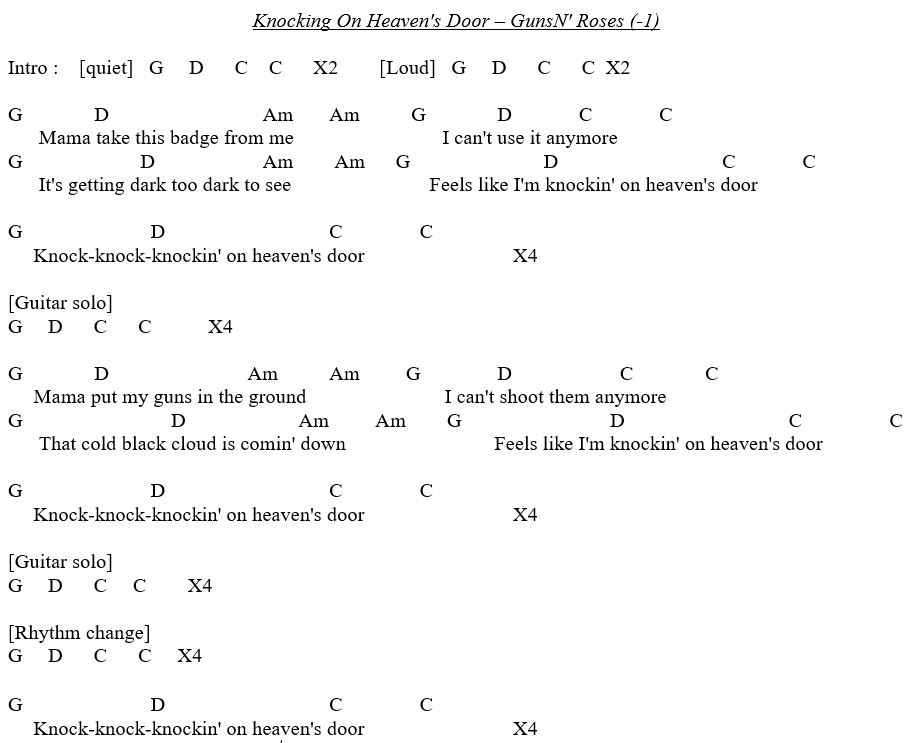 Knocking On Heaven's Door – GunsN' Roses (-1)
Intro : [quiet] G D C C X2 [Loud] G D C C X2
G D Am Am G D C C
Mama take this badge from me I can't use it anymore
G D Am Am G D C C
It's getting dark too dark to see Feels like I'm knockin' on heaven's door
G D C C
Knock-knock-knockin' on heaven's door X4
[Guitar solo]
G D C C X4
G D Am Am G D C C
Mama put my guns in the ground I can't shoot them anymore
G D Am Am G D C C
That cold black cloud is comin' down Feels like I'm knockin' on heaven's door
G D C C
Knock-knock-knockin' on heaven's door X4
[Guitar solo]
G D C C X4
[Rhythm change]
G D C C X4
G D C C
Knock-knock-knockin' on heaven's door X4